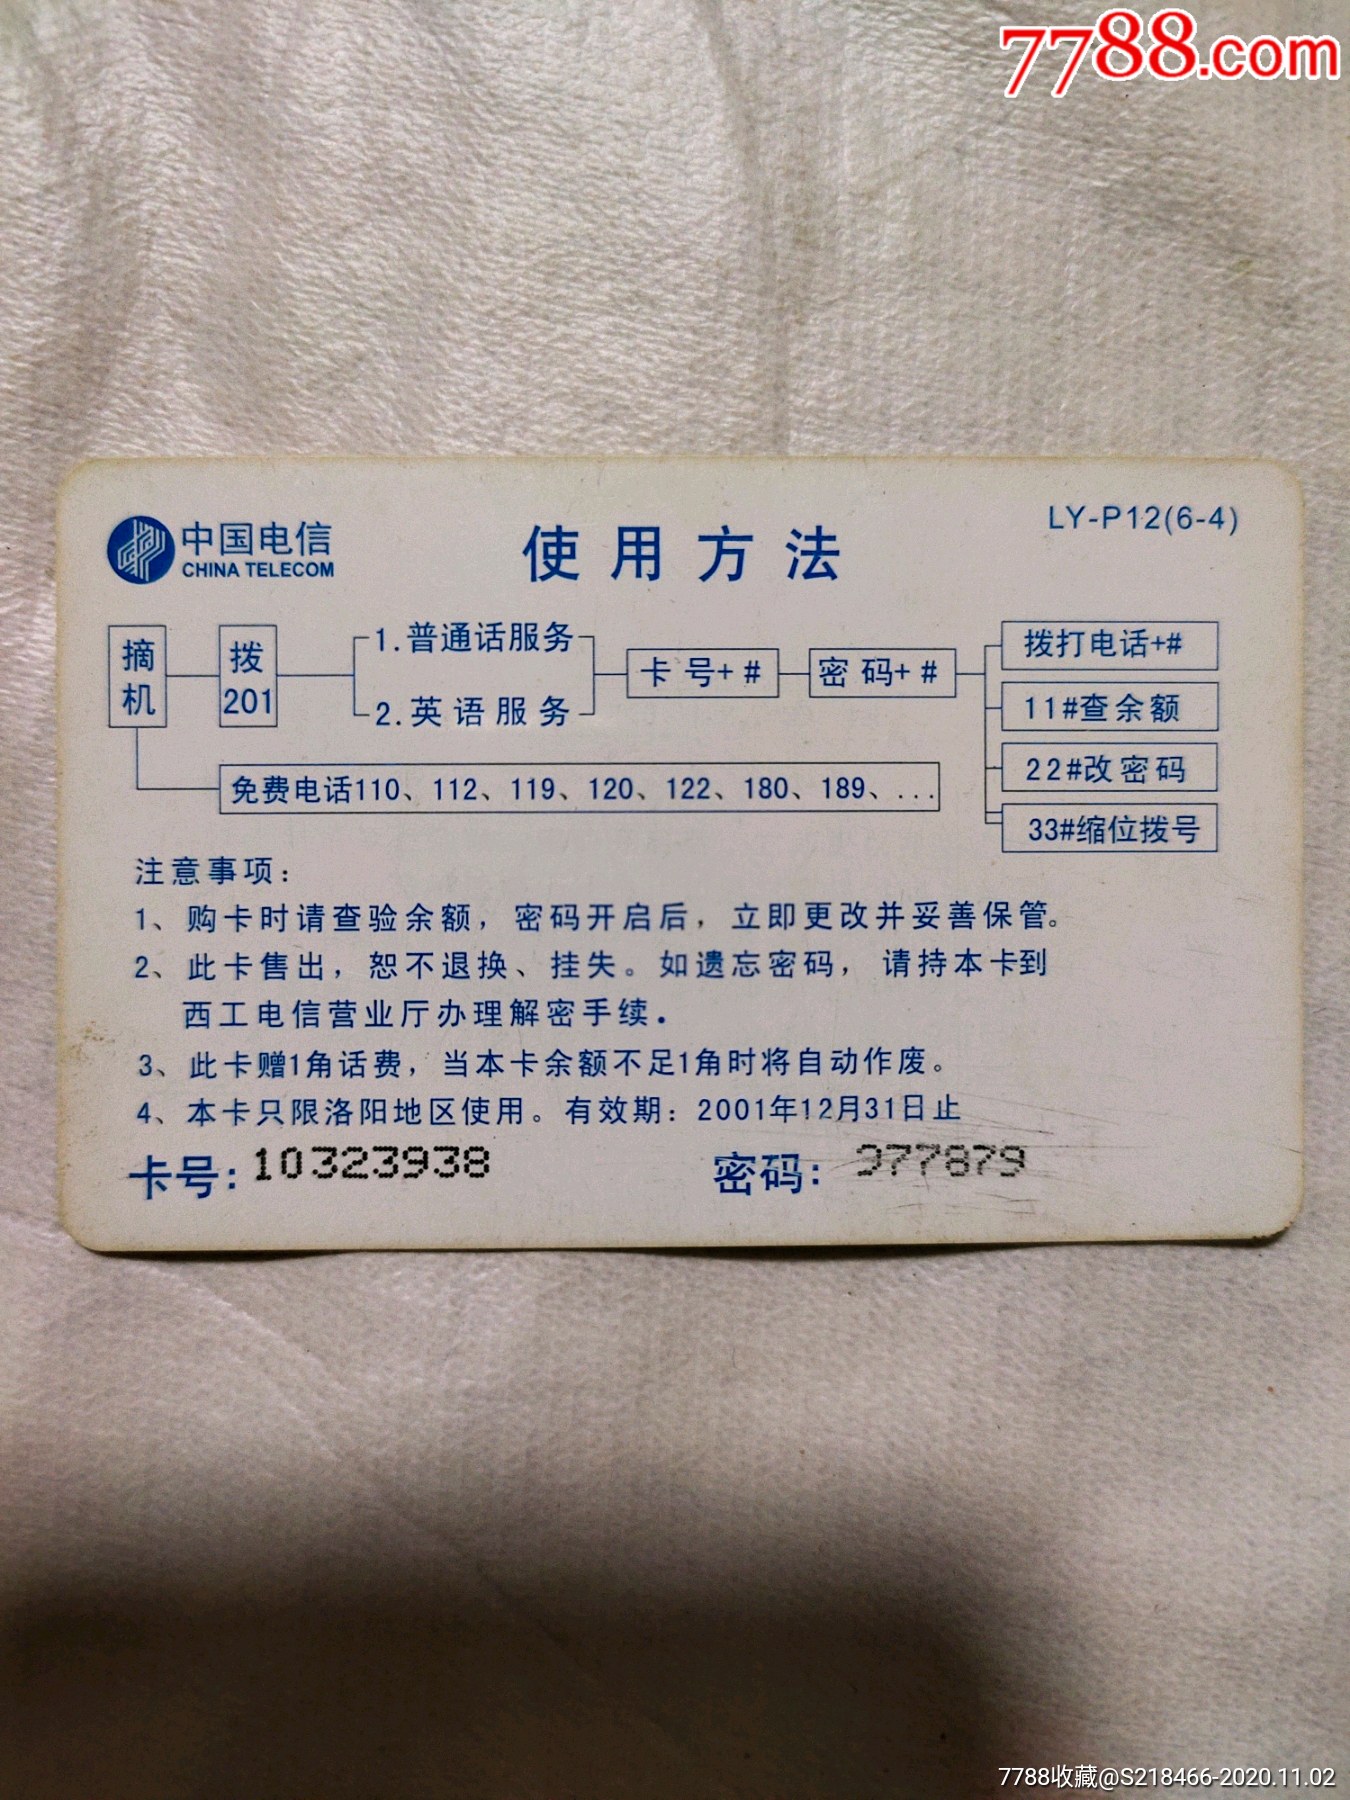 7788.com
中国电信
CHINA TELECOM
使用方法
LY-P12(6-4)
摘机
拨201
1.普通话服务
2.英语服务
卡号+#
密码+#
拨打电话+#
11#查余额
22#改密码
33#缩位拨号
免费电话110、112、119、120、122、180、189、...
注意事项：
1、购卡时请查验余额，密码开启后，立即更改并妥善保管。
2、此卡售出，恕不退换、挂失。如遗忘密码，请持本卡到
西工电信营业厅办理解密手续.
3、此卡赠1角话费，当本卡余额不足1角时将自动作废。
4、本卡只限洛阳地区使用。有效期：2001年12月31日止
卡号：10323938
密码：977879
7788收藏@S218466-2020.11.02